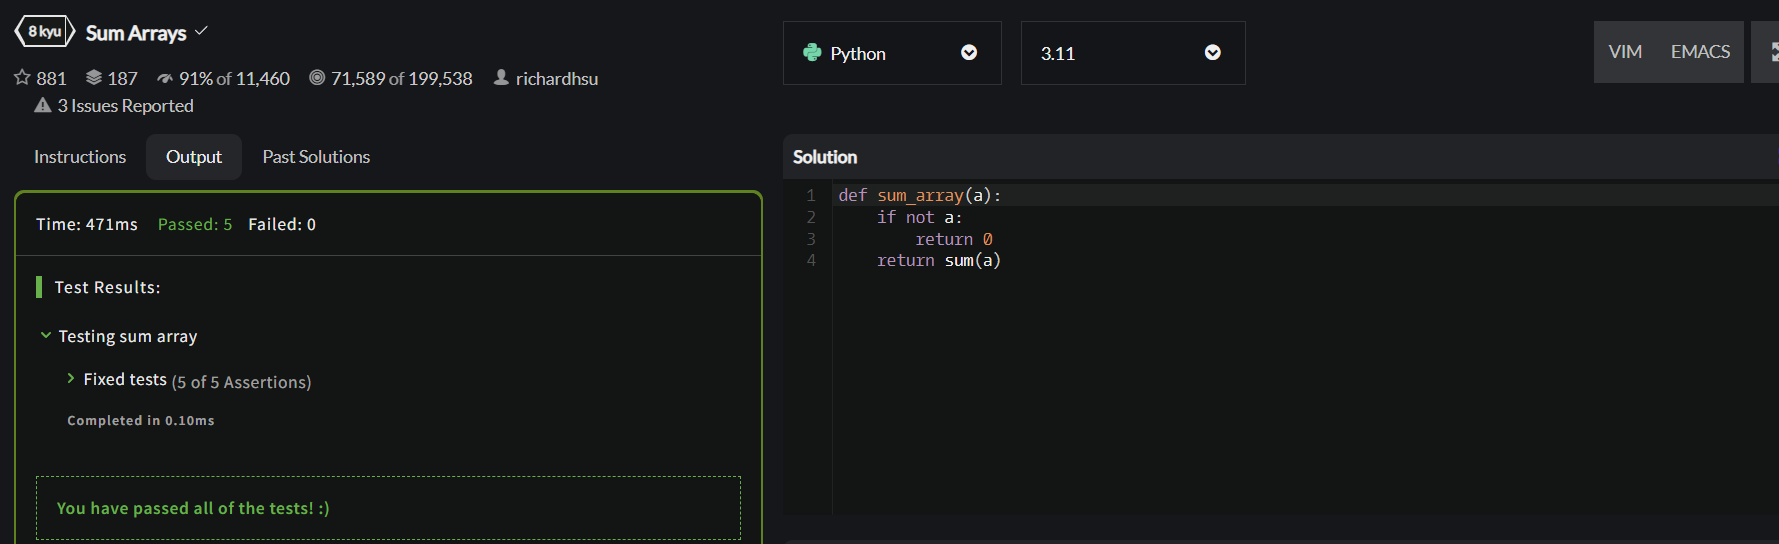 8 kyu Sum Arrays
881 187 91% of 11,460 71,589 of 199,538 richardhsu
3 Issues Reported
Instructions Output Past Solutions
Time: 471ms Passed: 5 Failed: 0
Test Results:
Testing sum array
Fixed tests (5 of 5 Assertions)
Completed in 0.10ms
You have passed all of the tests! :)
Python 3.11 VIM EMACS
Solution
1 def sum_array(a):
2     if not a:
3         return 0
4     return sum(a)